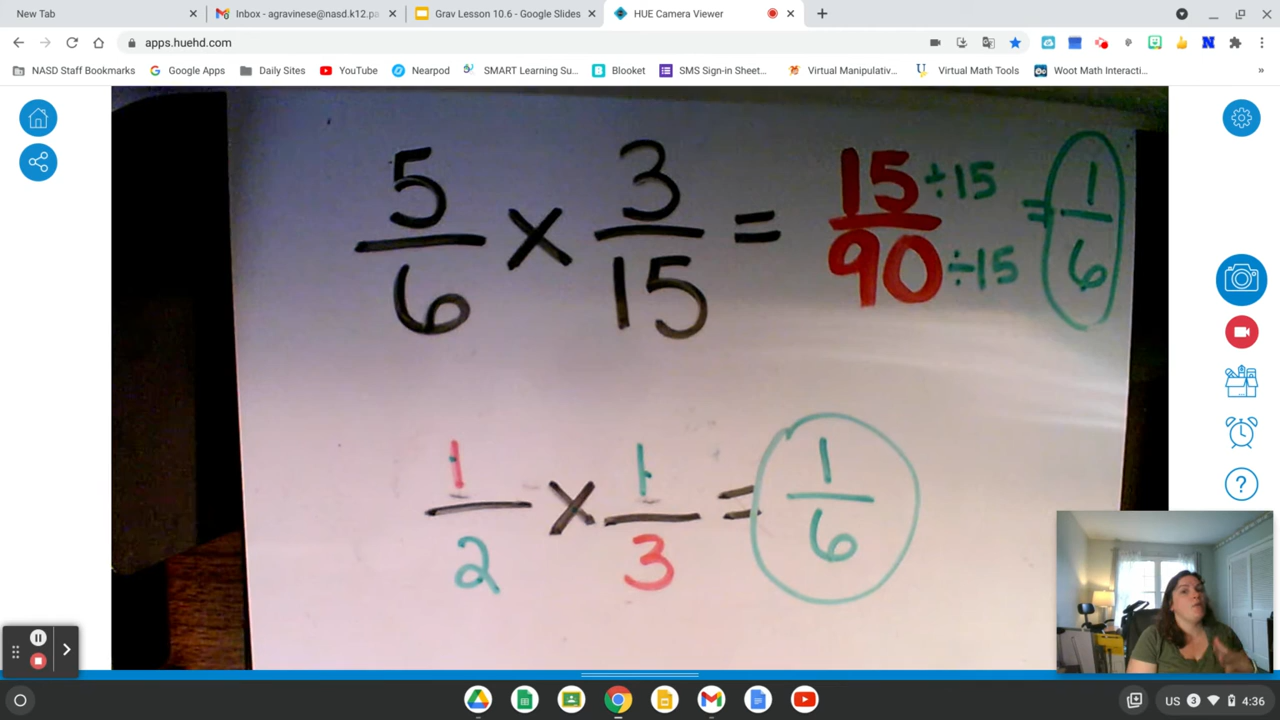 New Tab
Inbox - agravinese@nasd.k12.pa
Grav Lesson 10.6 - Google Slides
HUE Camera Viewer
apps.huehd.com
NASD Staff Bookmarks
Google Apps
Daily Sites
YouTube
Nearpod
SMART Learning Su...
Blooket
SMS Sign-in Sheet...
Virtual Manipulativ...
Virtual Math Tools
Woot Math Interacti...
»
5/6 × 3/15 = 15÷15/90÷15 = 1/6
1/2 × 1/3 = 1/6
US 3 4:36